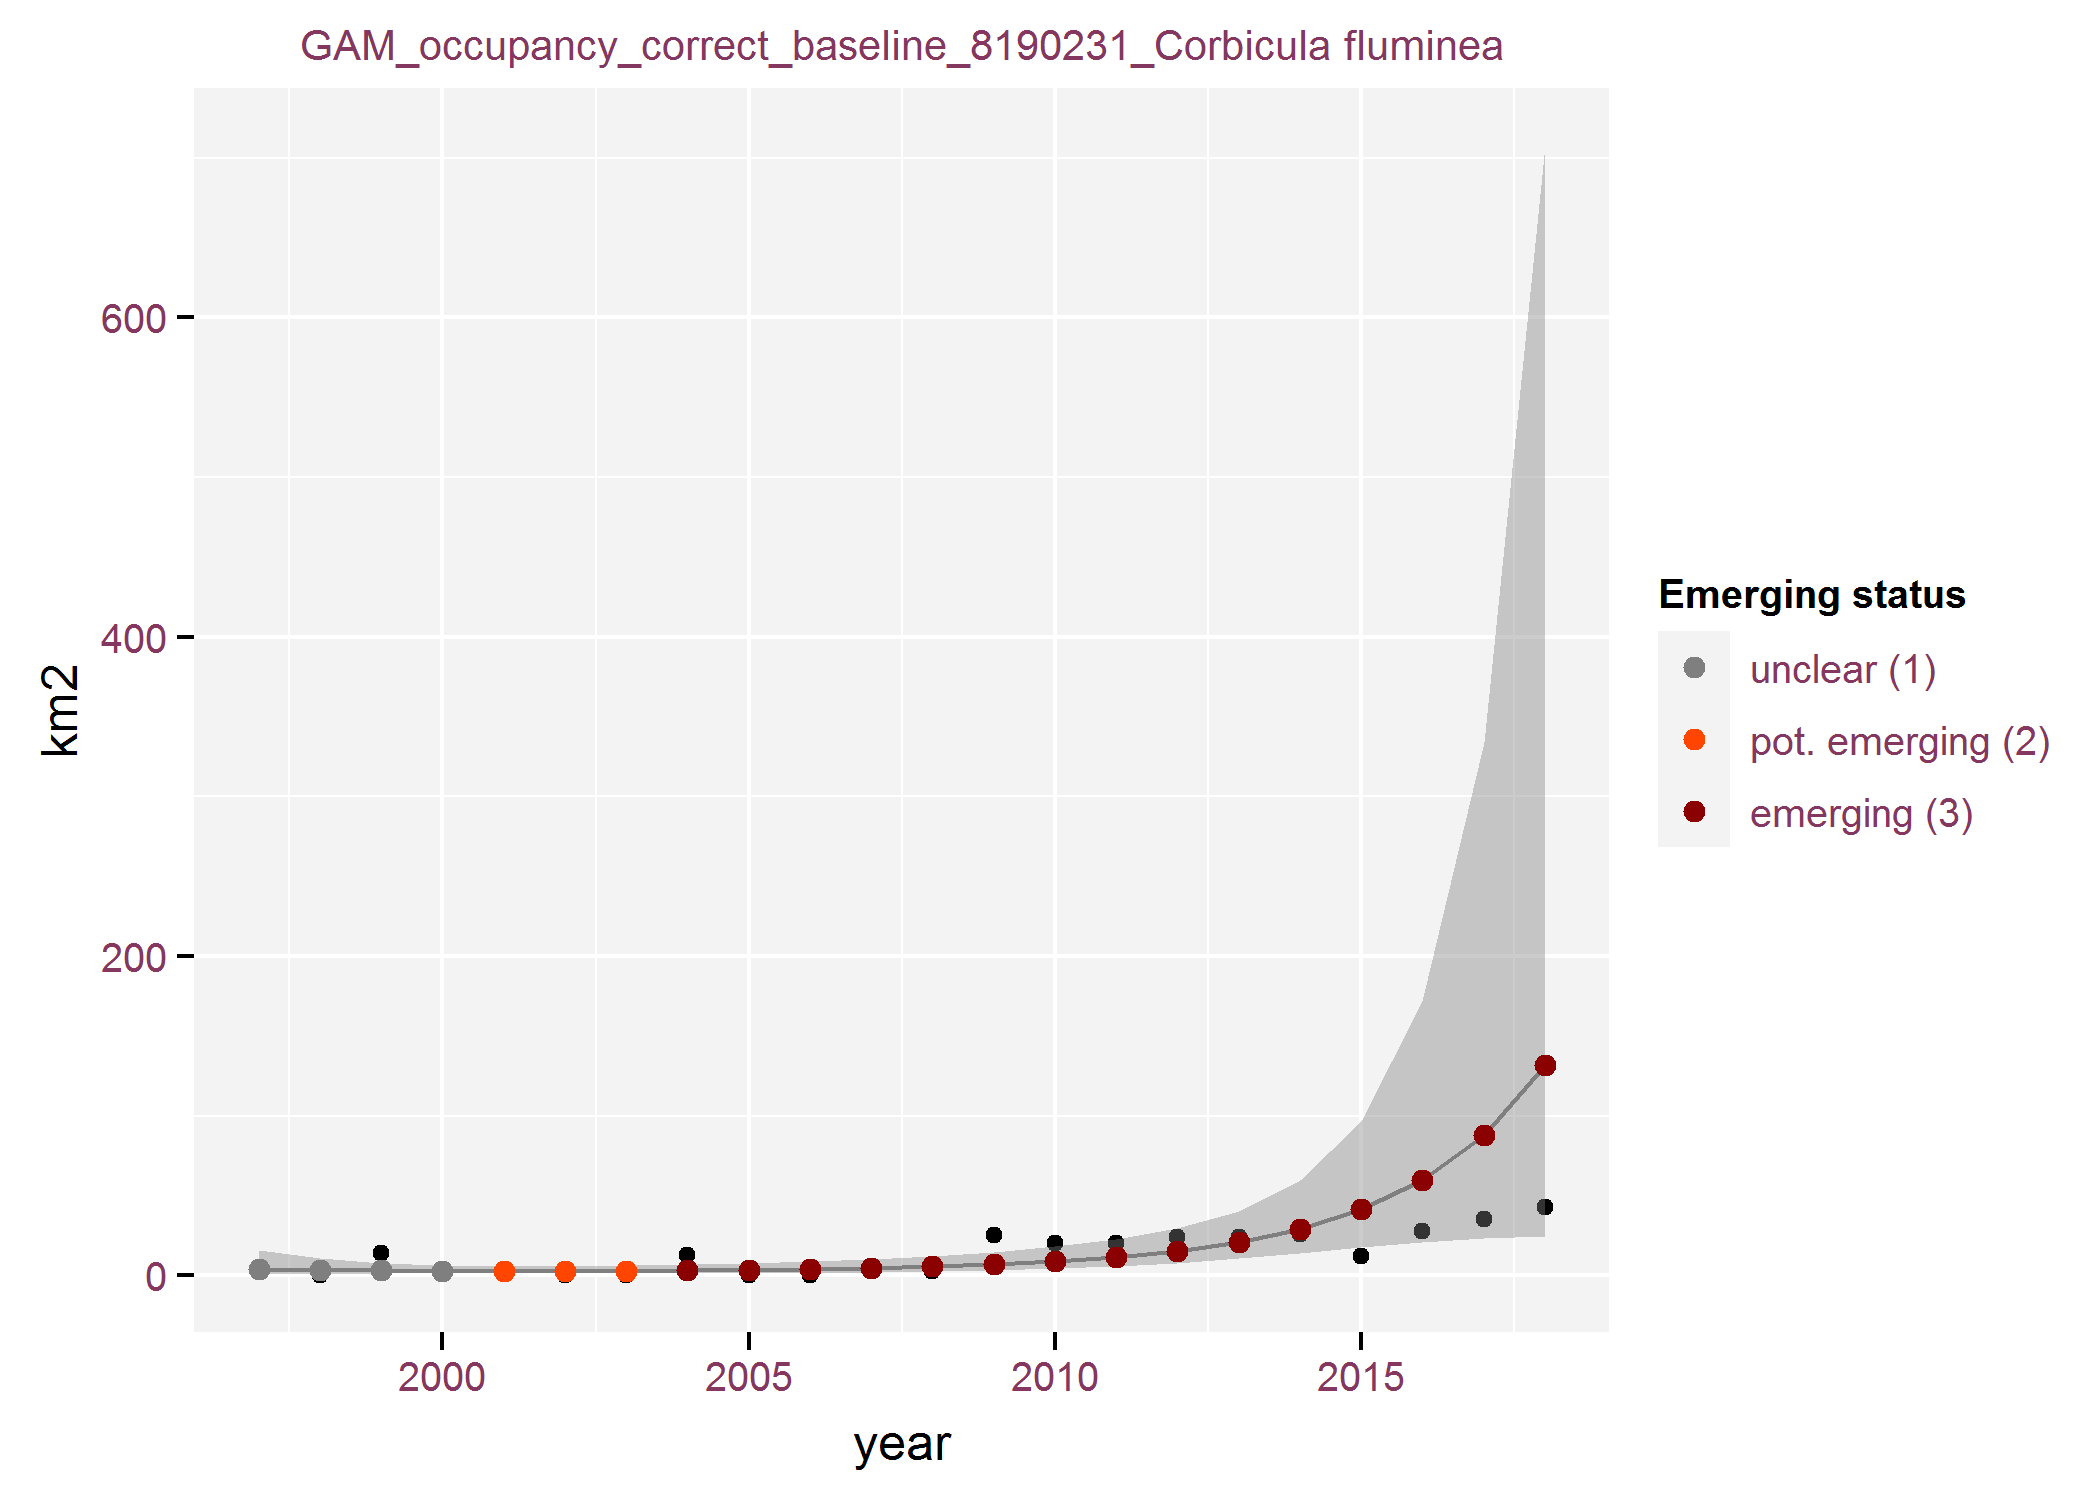 GAM_occupancy_correct_baseline_8190231_Corbicula fluminea
600
400
200
0
km2
2000 2005 2010 2015
year
Emerging status
unclear (1)
pot. emerging (2)
emerging (3)